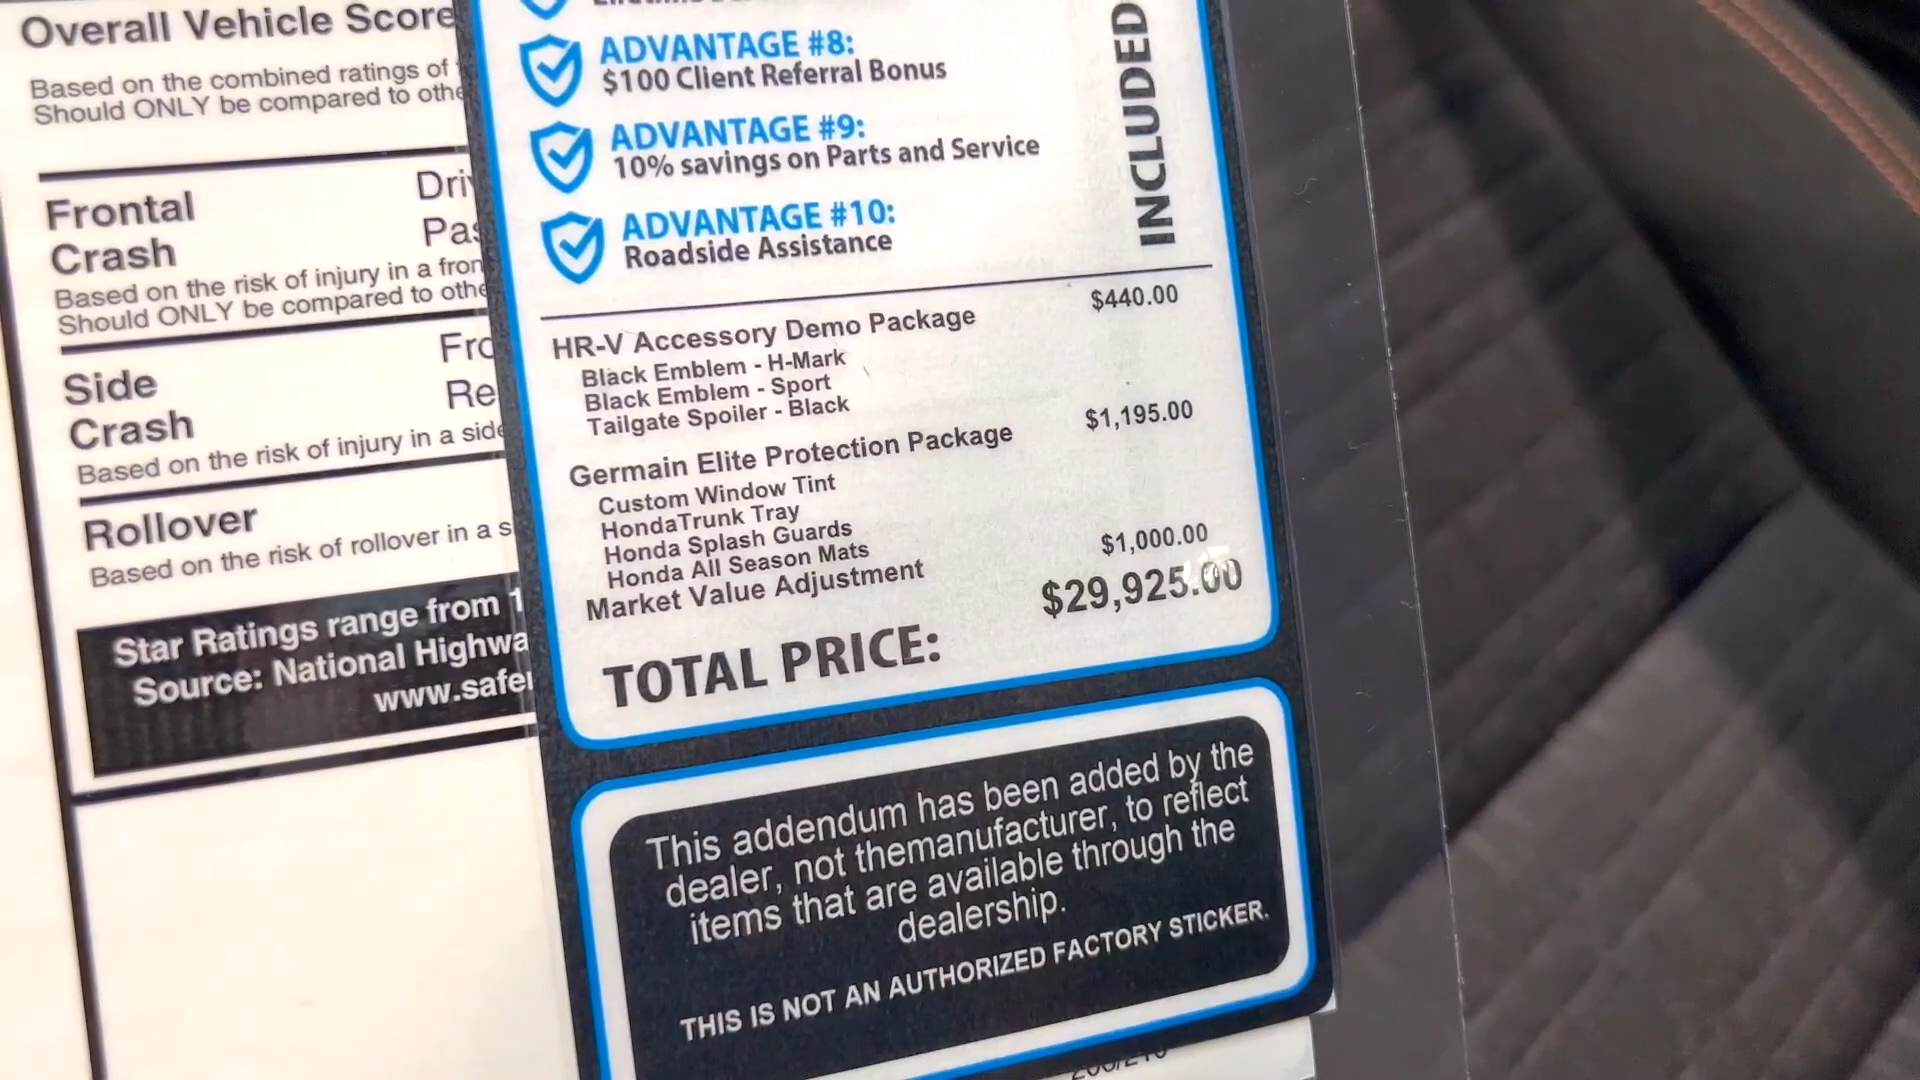 Overall Vehicle Score
Based on the combined ratings of
Should ONLY be compared to othe
Frontal
Crash
Dri
Pas
Based on the risk of injury in a fron
Should ONLY be compared to othe
Side
Crash
Fro
Re
Based on the risk of injury in a side
Rollover
Based on the risk of rollover in a s
Star Ratings range from 1
Source: National Highwa
www.safer
ADVANTAGE #8:
$100 Client Referral Bonus
ADVANTAGE #9:
10% savings on Parts and Service
ADVANTAGE #10:
Roadside Assistance
INCLUDED
HR-V Accessory Demo Package $440.00
Black Emblem - H-Mark
Black Emblem - Sport
Tailgate Spoiler - Black
Germain Elite Protection Package $1,195.00
Custom Window Tint
HondaTrunk Tray
Honda Splash Guards
Honda All Season Mats
Market Value Adjustment $1,000.00
TOTAL PRICE: $29,925.00
This addendum has been added by the
dealer, not themanufacturer, to reflect
items that are available through the
dealership.
THIS IS NOT AN AUTHORIZED FACTORY STICKER.